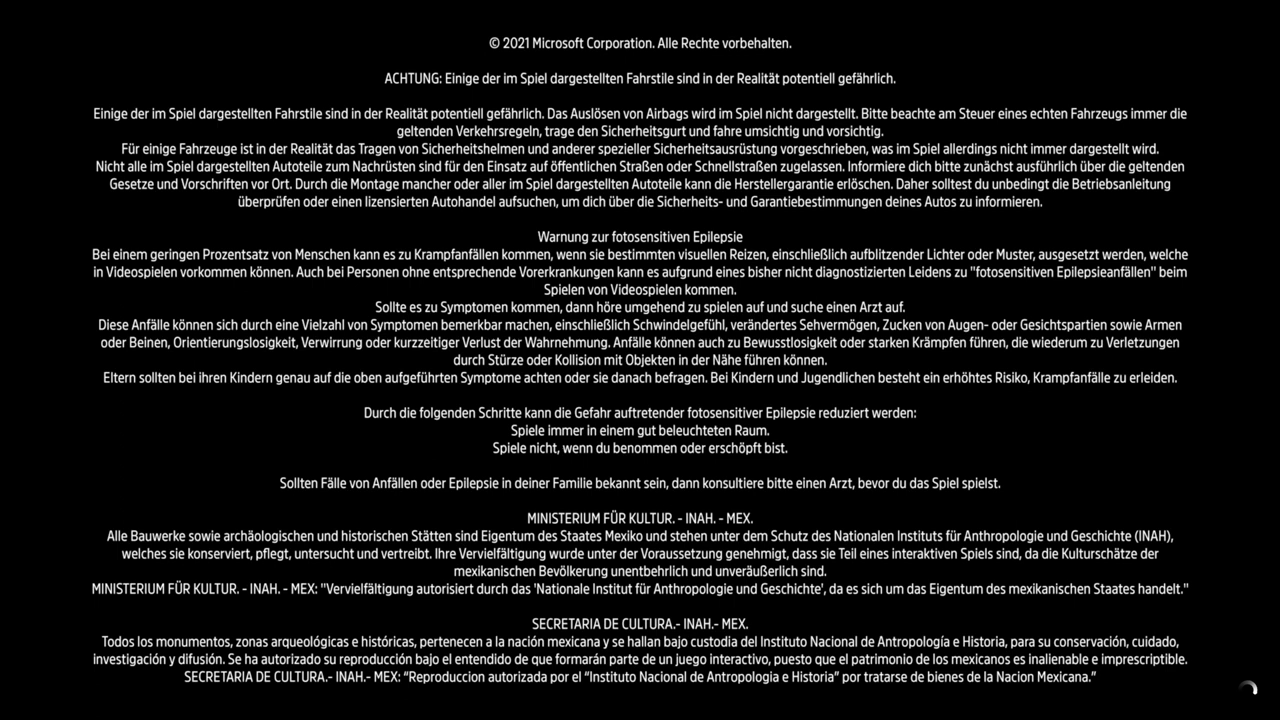 © 2021 Microsoft Corporation. Alle Rechte vorbehalten.
ACHTUNG: Einige der im Spiel dargestellten Fahrstile sind in der Realität potentiell gefährlich.
Einige der im Spiel dargestellten Fahrstile sind in der Realität potentiell gefährlich. Das Auslösen von Airbags wird im Spiel nicht dargestellt. Bitte beachte am Steuer eines echten Fahrzeugs immer die
geltenden Verkehrsregeln, trage den Sicherheitsgurt und fahre umsichtig und vorsichtig.
Für einige Fahrzeuge ist in der Realität das Tragen von Sicherheitshelmen und anderer spezieller Sicherheitsausrüstung vorgeschrieben, was im Spiel allerdings nicht immer dargestellt wird.
Nicht alle im Spiel dargestellten Autoteile zum Nachrüsten sind für den Einsatz auf öffentlichen Straßen oder Schnellstraßen zugelassen. Informiere dich bitte zunächst ausführlich über die geltenden
Gesetze und Vorschriften vor Ort. Durch die Montage mancher oder aller im Spiel dargestellten Autoteile kann die Herstellergarantie erlöschen. Daher solltest du unbedingt die Betriebsanleitung
überprüfen oder einen lizensierten Autohandel aufsuchen, um dich über die Sicherheits- und Garantiebestimmungen deines Autos zu informieren.
Warnung zur fotosensitiven Epilepsie
Bei einem geringen Prozentsatz von Menschen kann es zu Krampfanfällen kommen, wenn sie bestimmten visuellen Reizen, einschließlich aufblitzender Lichter oder Muster, ausgesetzt werden, welche
in Videospielen vorkommen können. Auch bei Personen ohne entsprechende Vorerkrankungen kann es aufgrund eines bisher nicht diagnostizierten Leidens zu "fotosensitiven Epilepsieanfällen" beim
Spielen von Videospielen kommen.
Sollte es zu Symptomen kommen, dann höre umgehend zu spielen auf und suche einen Arzt auf.
Diese Anfälle können sich durch eine Vielzahl von Symptomen bemerkbar machen, einschließlich Schwindelgefühl, verändertes Sehvermögen, Zucken von Augen- oder Gesichtspartien sowie Armen
oder Beinen, Orientierungslosigkeit, Verwirrung oder kurzzeitiger Verlust der Wahrnehmung. Anfälle können auch zu Bewusstlosigkeit oder starken Krämpfen führen, die wiederum zu Verletzungen
durch Stürze oder Kollision mit Objekten in der Nähe führen können.
Eltern sollten bei ihren Kindern genau auf die oben aufgeführten Symptome achten oder sie danach befragen. Bei Kindern und Jugendlichen besteht ein erhöhtes Risiko, Krampfanfälle zu erleiden.
Durch die folgenden Schritte kann die Gefahr auftretender fotosensitiver Epilepsie reduziert werden:
Spiele immer in einem gut beleuchteten Raum.
Spiele nicht, wenn du benommen oder erschöpft bist.
Sollten Fälle von Anfällen oder Epilepsie in deiner Familie bekannt sein, dann konsultiere bitte einen Arzt, bevor du das Spiel spielst.
MINISTERIUM FÜR KULTUR. - INAH. - MEX.
Alle Bauwerke sowie archäologischen und historischen Stätten sind Eigentum des Staates Mexiko und stehen unter dem Schutz des Nationalen Instituts für Anthropologie und Geschichte (INAH),
welches sie konserviert, pflegt, untersucht und vertreibt. Ihre Vervielfältigung wurde unter der Voraussetzung genehmigt, dass sie Teil eines interaktiven Spiels sind, da die Kulturschätze der
mexikanischen Bevölkerung unentbehrlich und unveräußerlich sind.
MINISTERIUM FÜR KULTUR. - INAH. - MEX: "Vervielfältigung autorisiert durch das 'Nationale Institut für Anthropologie und Geschichte', da es sich um das Eigentum des mexikanischen Staates handelt."
SECRETARIA DE CULTURA.- INAH.- MEX.
Todos los monumentos, zonas arqueológicas e históricas, pertenecen a la nación mexicana y se hallan bajo custodia del Instituto Nacional de Antropología e Historia, para su conservación, cuidado,
investigación y difusión. Se ha autorizado su reproducción bajo el entendido de que formarán parte de un juego interactivo, puesto que el patrimonio de los mexicanos es inalienable e imprescriptible.
SECRETARIA DE CULTURA.- INAH.- MEX: “Reproduccion autorizada por el “Instituto Nacional de Antropologia e Historia” por tratarse de bienes de la Nacion Mexicana.”